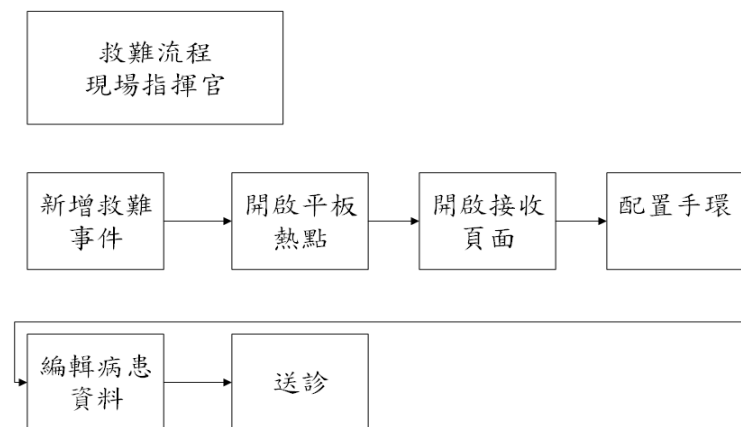 救難流程
現場指揮官
新增救難
事件
開啟平板
熱點
開啟接收
頁面
配置手環
編輯病患
資料
送診